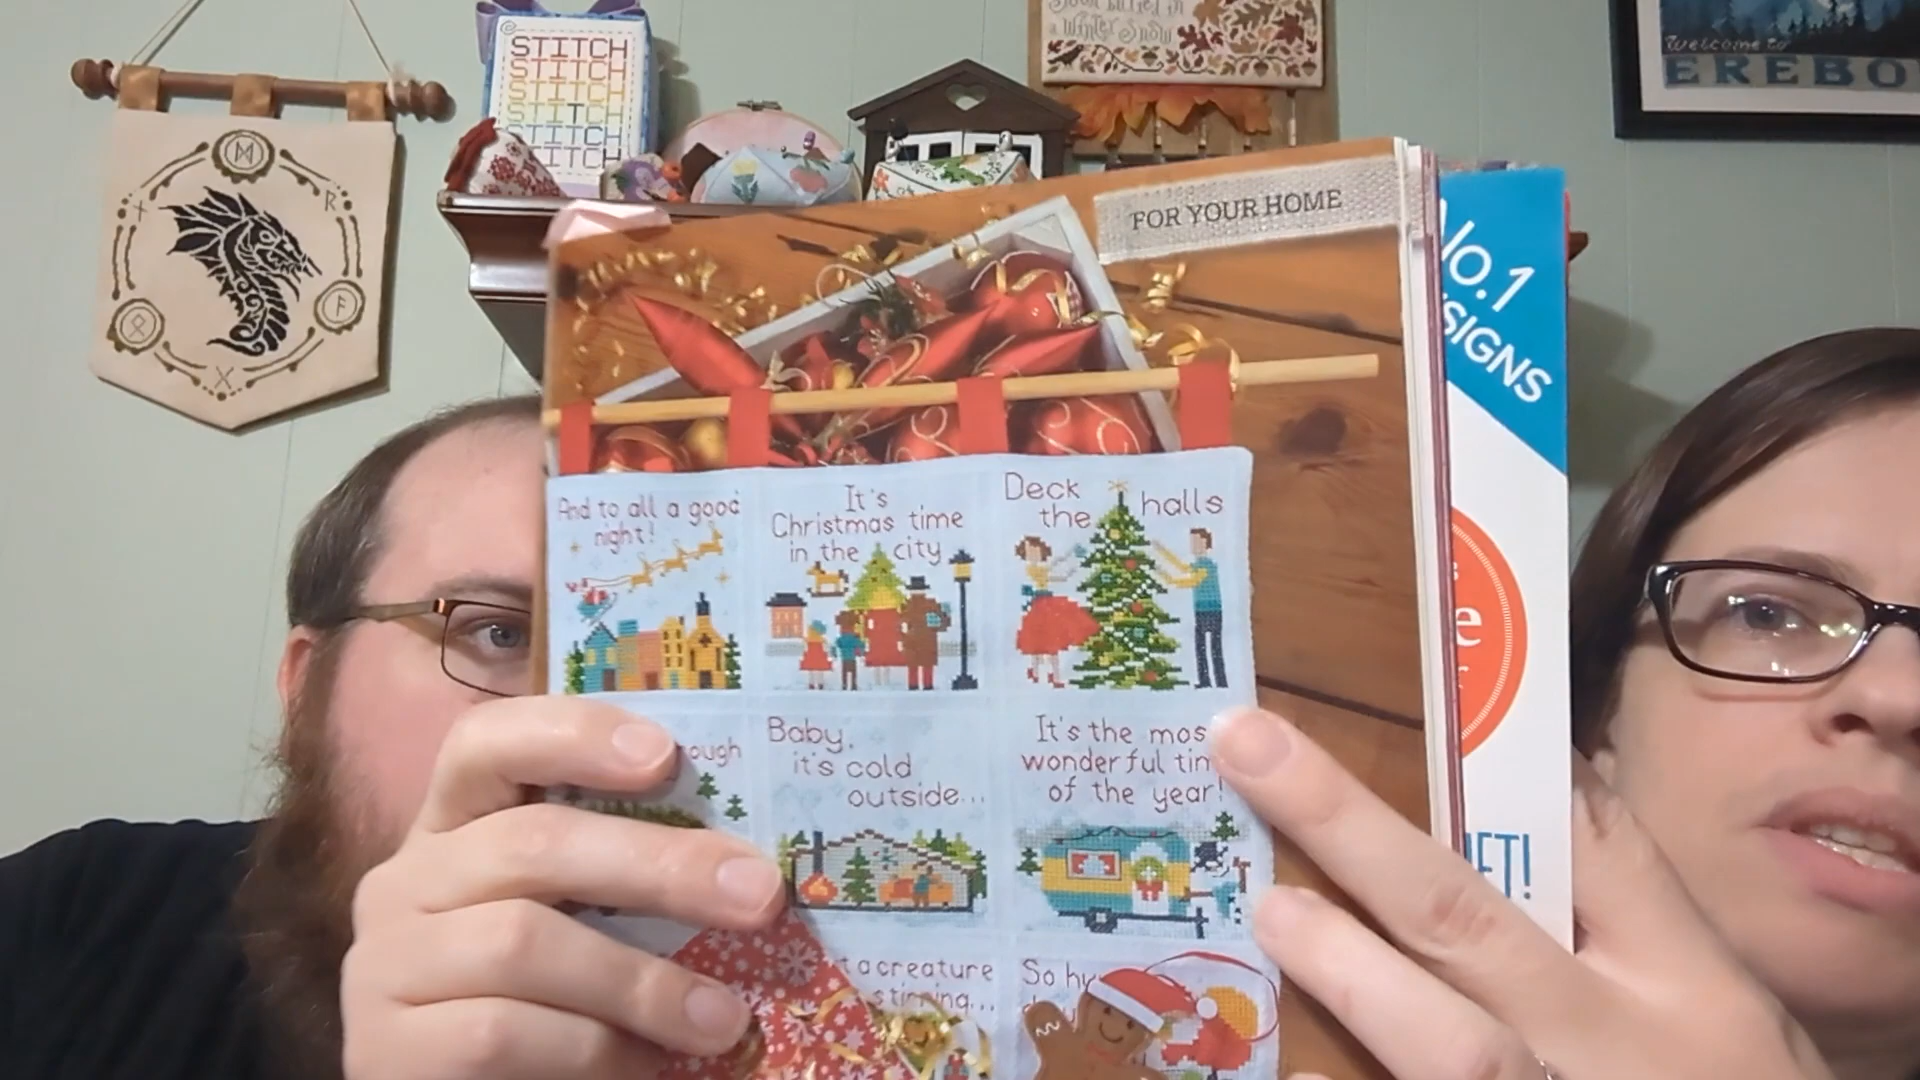 STITCH
STITCH
STITCH
STITCH
STITCH
STITCH
a winter snow
Welcome to
EREBO
FOR YOUR HOME
No.1
SIGNS
And to all a good
night!
It's
Christmas time
in the city
Deck
the halls
ough
Baby,
it's cold
outside...
It's the mos
wonderful tim
of the year!
t a creature
stirring...
So hu
e